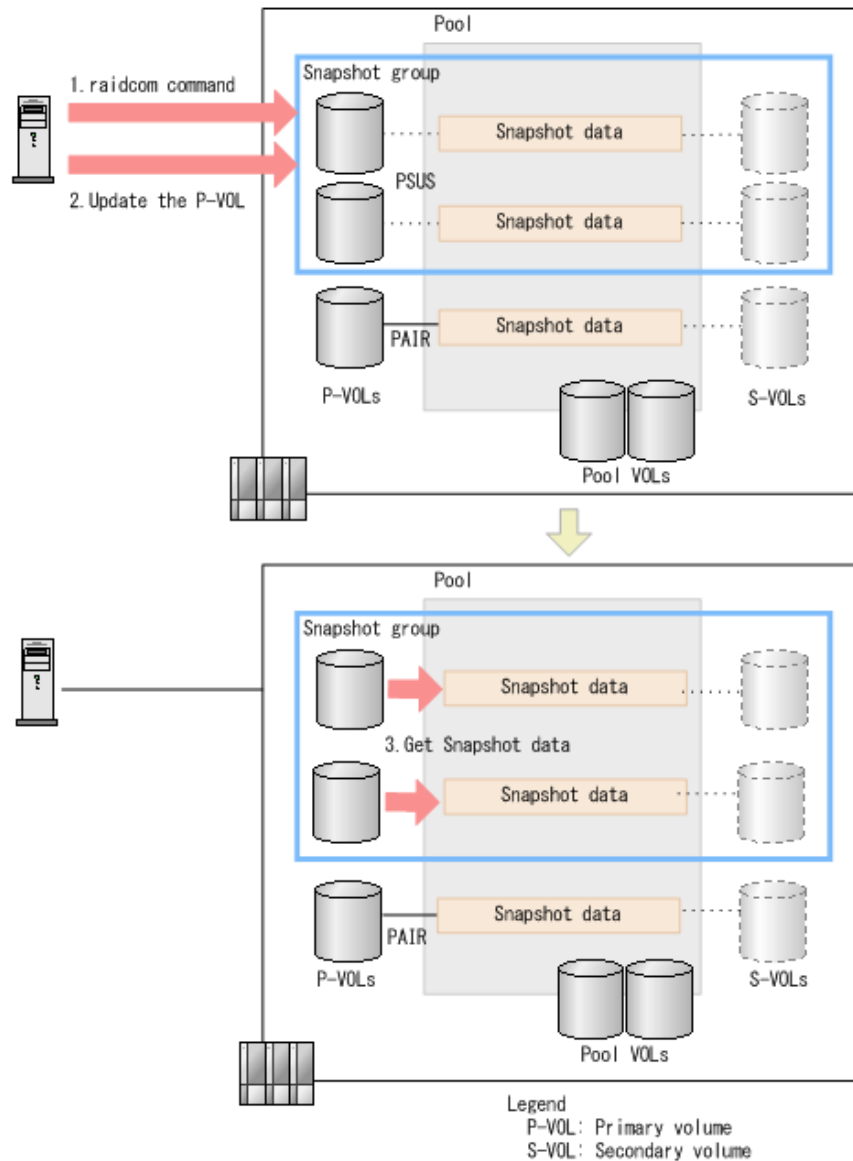 Pool
Snapshot group
1.raidcom command
Snapshot data
PSUS
2.Update the P-VOL
Snapshot data
Snapshot data
PAIR
P-VOLs
S-VOLs
Pool VOLs
Pool
Snapshot group
Snapshot data
3.Get Snapshot data
Snapshot data
Snapshot data
PAIR
P-VOLs
S-VOLs
Pool VOLs
Legend
P-VOL: Primary volume
S-VOL: Secondary volume